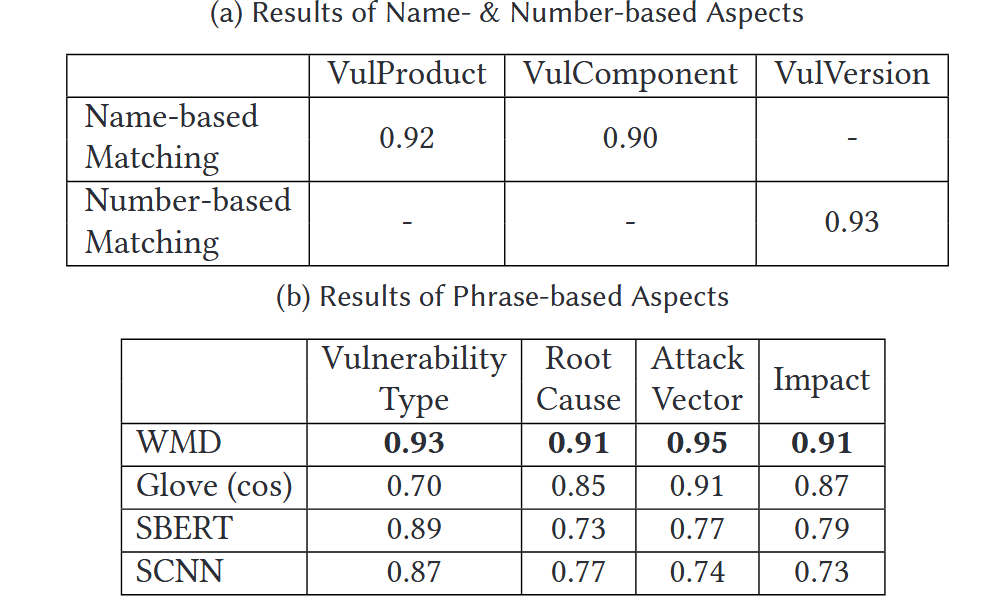 (a) Results of Name- & Number-based Aspects
VulProduct VulComponent VulVersion
Name-based
Matching 0.92 0.90 -
Number-based
Matching - - 0.93
(b) Results of Phrase-based Aspects
Vulnerability Type Root Cause Attack Vector Impact
WMD 0.93 0.91 0.95 0.91
Glove (cos) 0.70 0.85 0.91 0.87
SBERT 0.89 0.73 0.77 0.79
SCNN 0.87 0.77 0.74 0.73